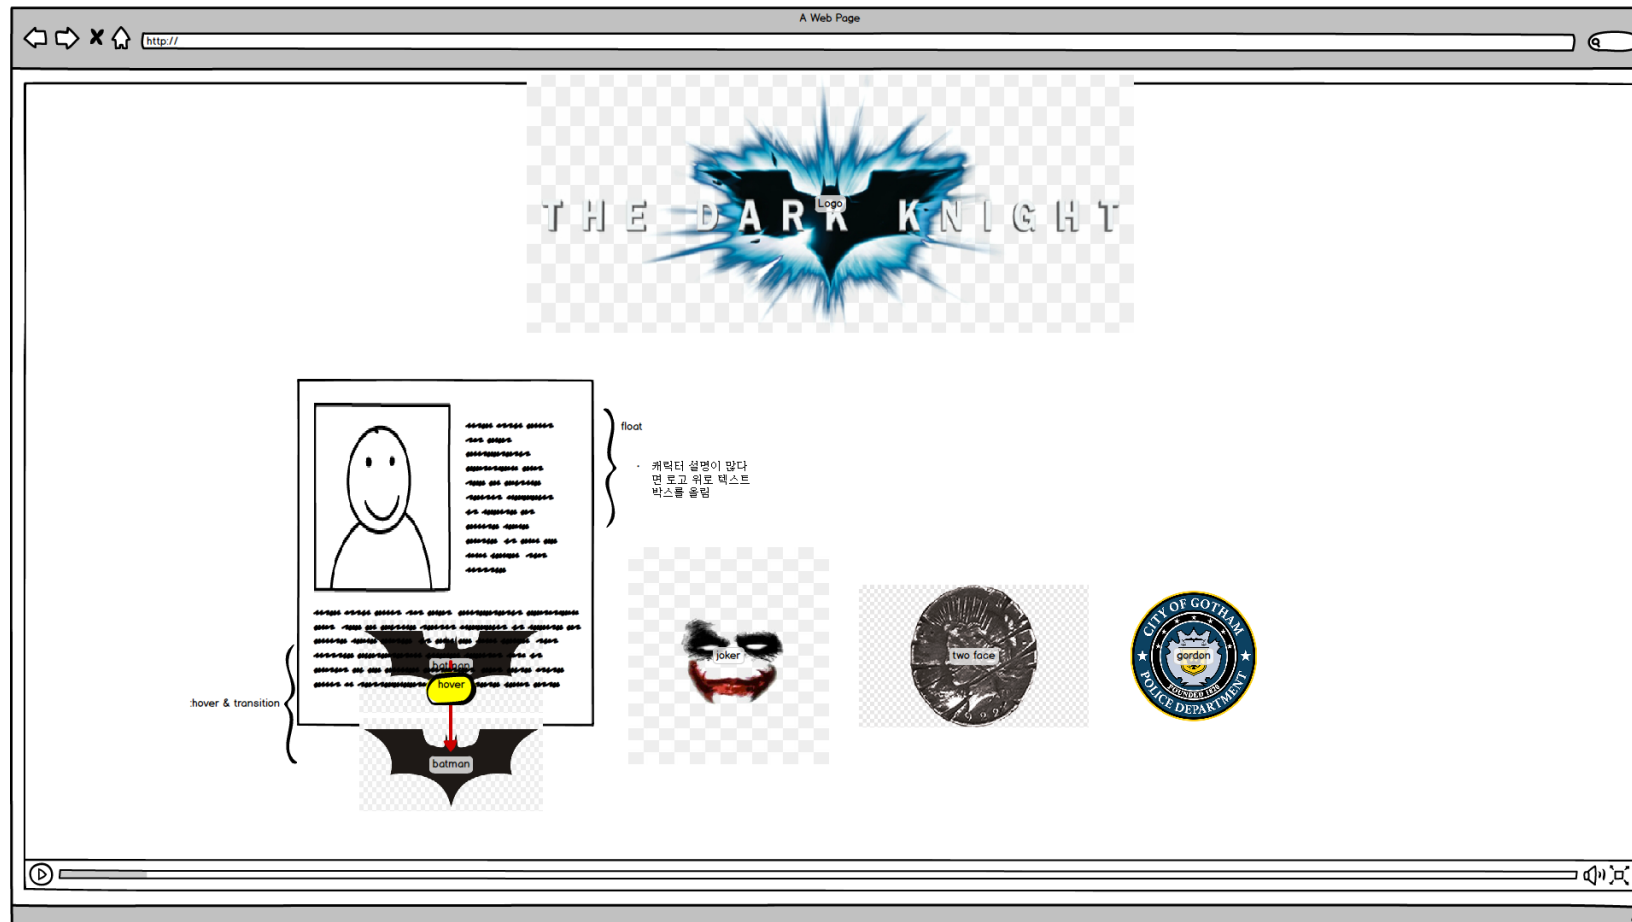 A Web Page
http://
THE DARK KNIGHT
Logo
float
· 캐릭터 설명이 많다
면 로고 위로 텍스트
박스를 올림
CITY OF GOTHAM
joker
two face
gordon
batman
hover
FOUNDED 1820
POLICE DEPARTMENT
:hover & transition
batman